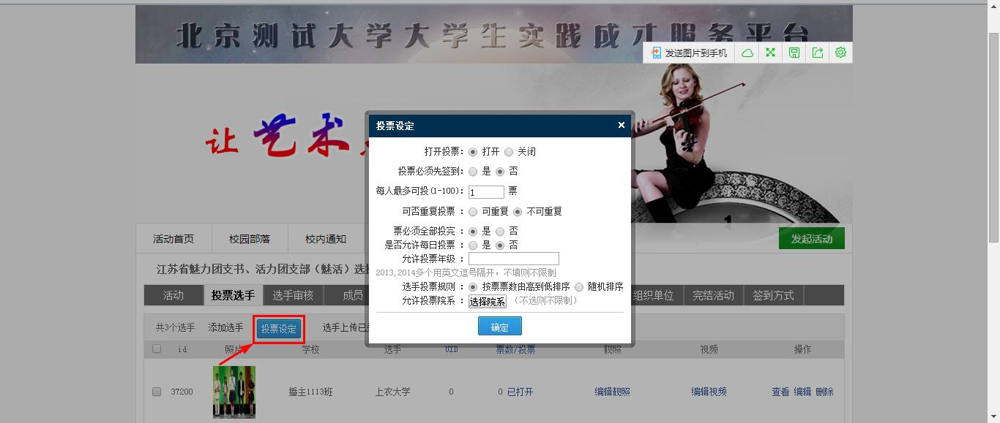 北京测试大学大学生实践成才服务平台
发送图片到手机
让艺术
投票设定
打开投票: 打开 关闭
投票必须先签到: 是 否
每人最多可投(1-100): 1 票
可否重复投票 : 可重复 不可重复
票必须全部投完 : 是 否
是否允许每日投票 : 是 否
允许投票年级 :
2013,2014多个用英文逗号隔开，不填则不限制
选手投票规则 : 按票票数由高到低排序 随机排序
允许投票院系 : 选择院系 （不选则不限制）
确定
活动首页 校园部落 校内通知 发起活动
江苏省魅力团支书、活力团支部（魅活）选
活动 投票选手 选手审核 成员 组织单位 完结活动 签到方式
共3个选手 添加选手 投票设定 选手上传已
id 照片 学校 选手 UID 票数/投票 靓照 视频 操作
37200 播主1113班 上衣大学 0 0 已打开 编辑靓照 编辑视频 查看 编辑 删除